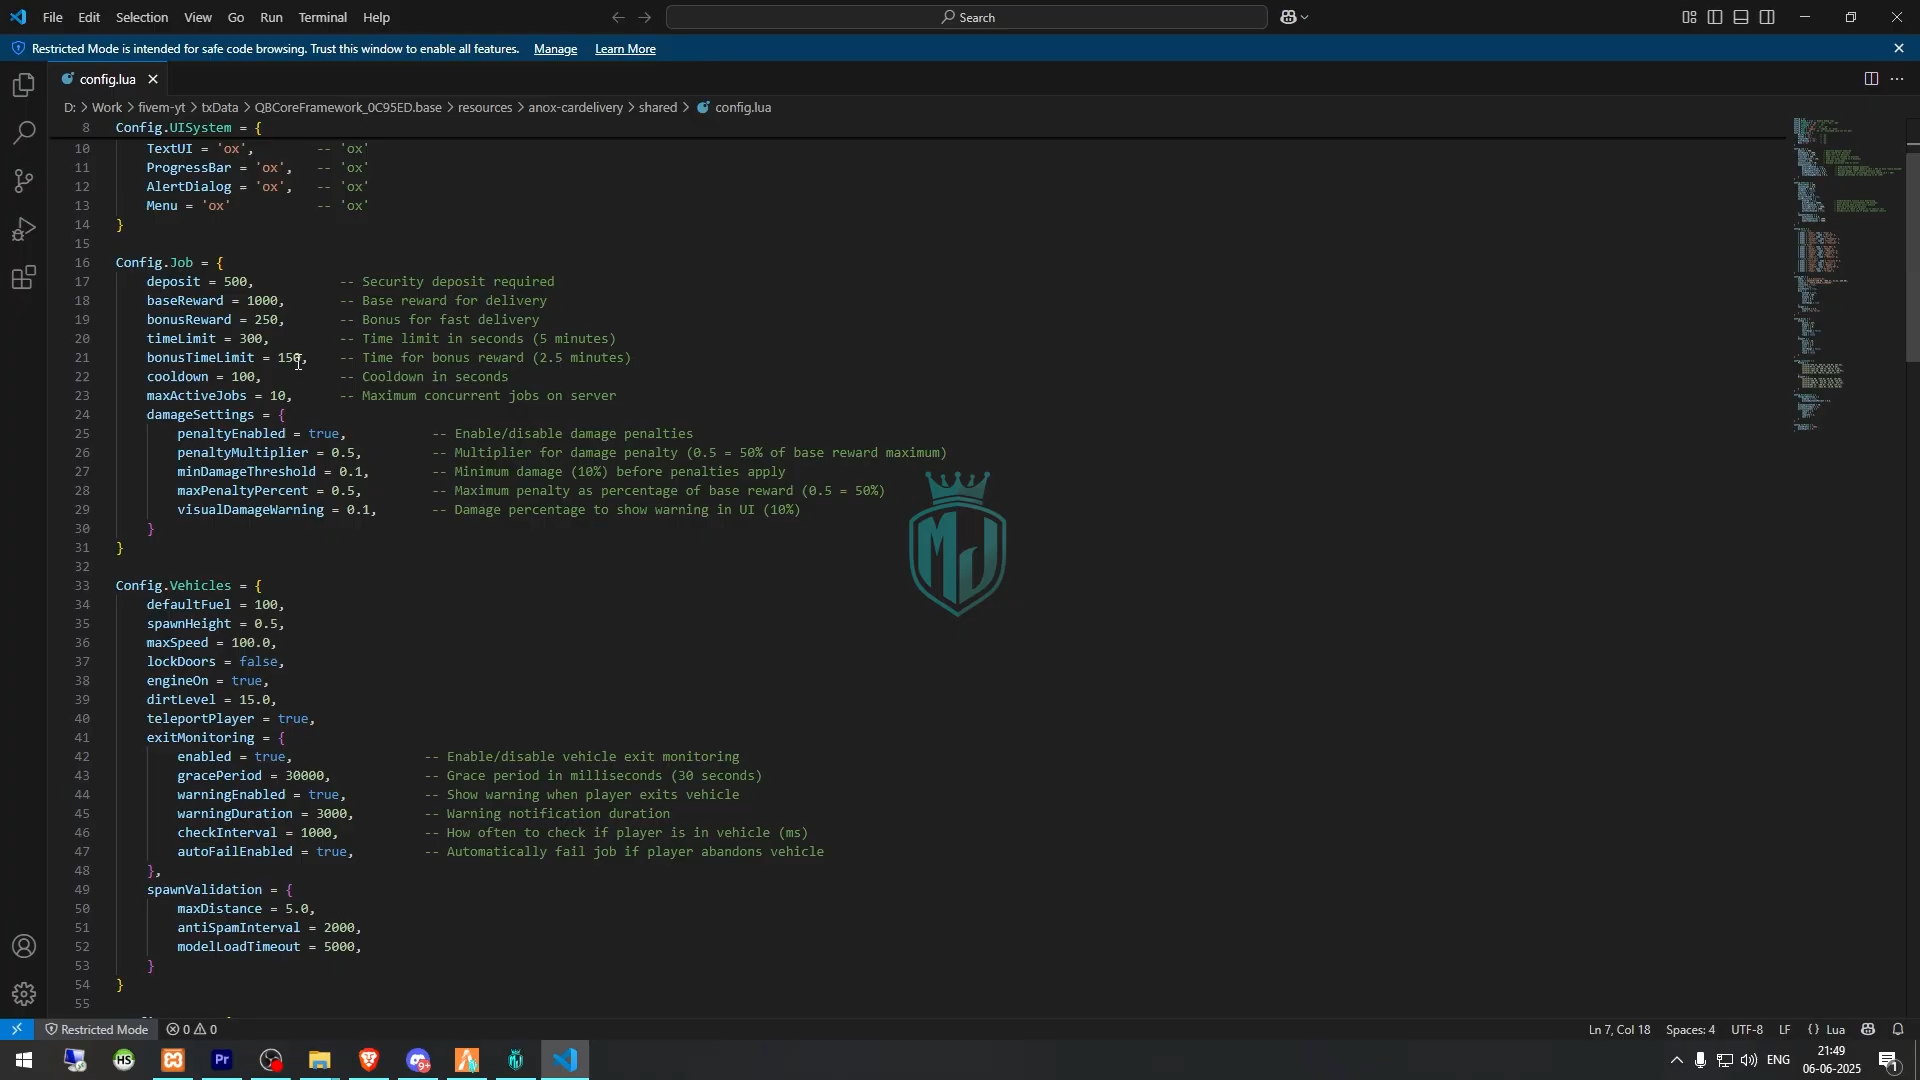 File Edit Selection View Go Run Terminal Help
Search
Restricted Mode is intended for safe code browsing. Trust this window to enable all features. Manage Learn More
config.lua
D: > Work > fivem-yt > txData > QBCoreFramework_0C95ED.base > resources > anox-cardelivery > shared > config.lua
8 Config.UISystem = {
10 TextUI = 'ox', -- 'ox'
11 ProgressBar = 'ox', -- 'ox'
12 AlertDialog = 'ox', -- 'ox'
13 Menu = 'ox' -- 'ox'
14 }
15
16 Config.Job = {
17 deposit = 500, -- Security deposit required
18 baseReward = 1000, -- Base reward for delivery
19 bonusReward = 250, -- Bonus for fast delivery
20 timeLimit = 300, -- Time limit in seconds (5 minutes)
21 bonusTimeLimit = 150, -- Time for bonus reward (2.5 minutes)
22 cooldown = 100, -- Cooldown in seconds
23 maxActiveJobs = 10, -- Maximum concurrent jobs on server
24 damageSettings = {
25 penaltyEnabled = true, -- Enable/disable damage penalties
26 penaltyMultiplier = 0.5, -- Multiplier for damage penalty (0.5 = 50% of base reward maximum)
27 minDamageThreshold = 0.1, -- Minimum damage (10%) before penalties apply
28 maxPenaltyPercent = 0.5, -- Maximum penalty as percentage of base reward (0.5 = 50%)
29 visualDamageWarning = 0.1, -- Damage percentage to show warning in UI (10%)
30 }
31 }
32
33 Config.Vehicles = {
34 defaultFuel = 100,
35 spawnHeight = 0.5,
36 maxSpeed = 100.0,
37 lockDoors = false,
38 engineOn = true,
39 dirtLevel = 15.0,
40 teleportPlayer = true,
41 exitMonitoring = {
42 enabled = true, -- Enable/disable vehicle exit monitoring
43 gracePeriod = 30000, -- Grace period in milliseconds (30 seconds)
44 warningEnabled = true, -- Show warning when player exits vehicle
45 warningDuration = 3000, -- Warning notification duration
46 checkInterval = 1000, -- How often to check if player is in vehicle (ms)
47 autoFailEnabled = true, -- Automatically fail job if player abandons vehicle
48 },
49 spawnValidation = {
50 maxDistance = 5.0,
51 antiSpamInterval = 2000,
52 modelLoadTimeout = 5000,
53 }
54 }
55
MJ
Restricted Mode 0 0 Ln 7, Col 18 Spaces: 4 UTF-8 LF {} Lua
HS Pr 9+ ENG 21:49
06-06-2025 1